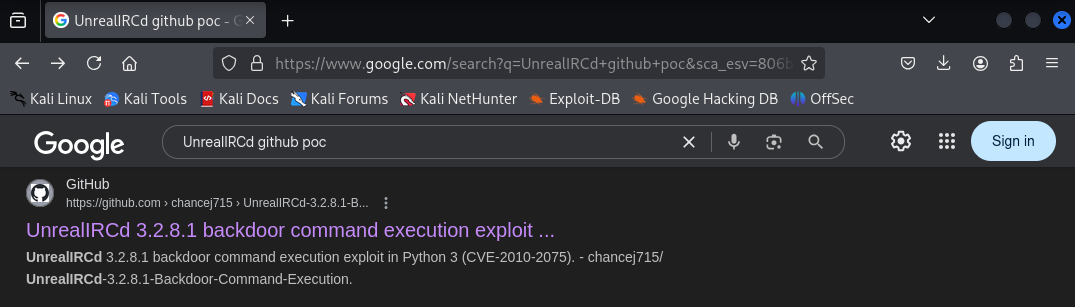 UnrealIRCd github poc - G
https://www.google.com/search?q=UnrealIRCd+github+poc&sca_esv=806b
Kali Linux Kali Tools Kali Docs Kali Forums Kali NetHunter Exploit-DB Google Hacking DB OffSec
Google UnrealIRCd github poc Sign in
GitHub
https://github.com › chancej715 › UnrealIRCd-3.2.8.1-B...
UnrealIRCd 3.2.8.1 backdoor command execution exploit ...
UnrealIRCd 3.2.8.1 backdoor command execution exploit in Python 3 (CVE-2010-2075). - chancej715/
UnrealIRCd-3.2.8.1-Backdoor-Command-Execution.